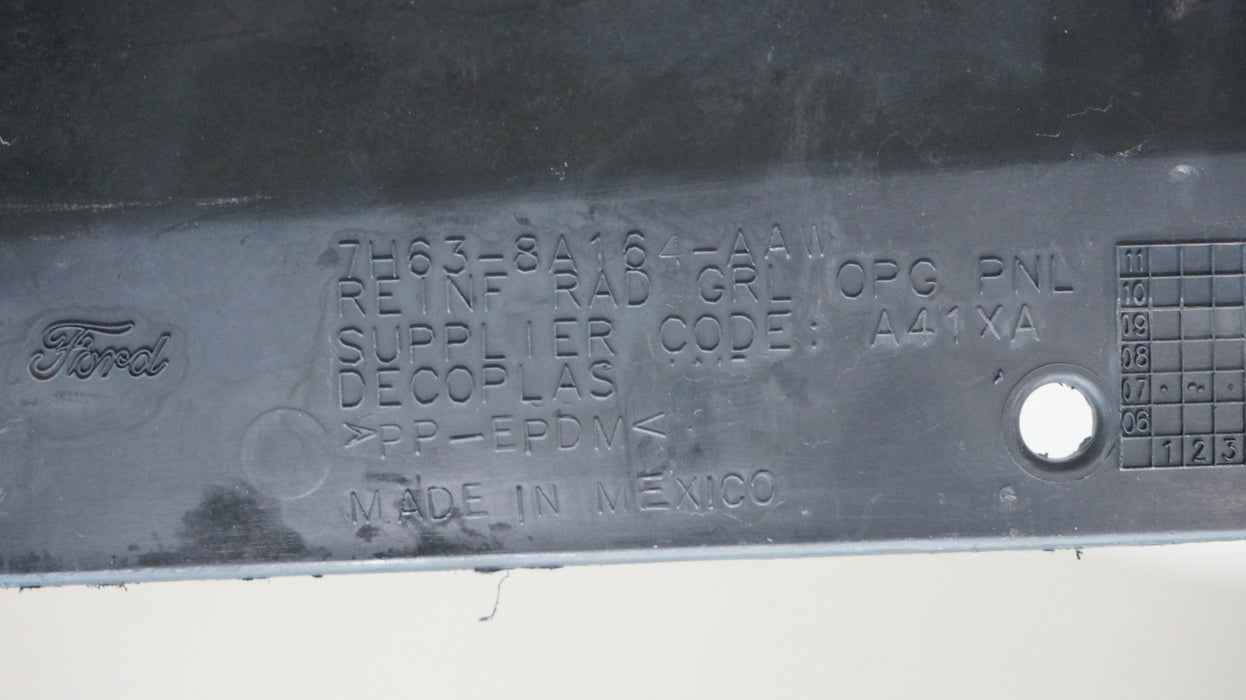 Ford
7H63-8A164-AAW
REINF RAD GRL OPG PNL
SUPPLIER CODE: A41XA
DECOPLAS
>PP-EPDM<
MADE IN MEXICO
11
10
09
08
07
06
1 2 3